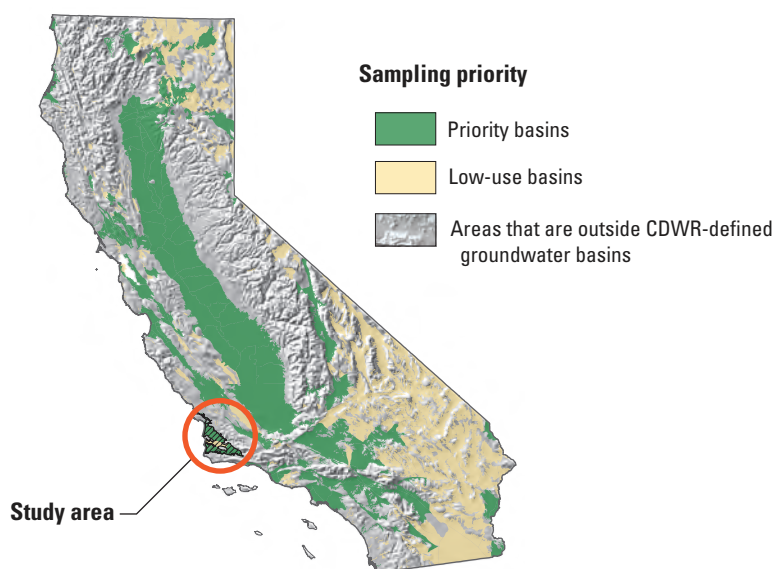 Sampling priority
Priority basins
Low-use basins
Areas that are outside CDWR-defined
groundwater basins
Study area